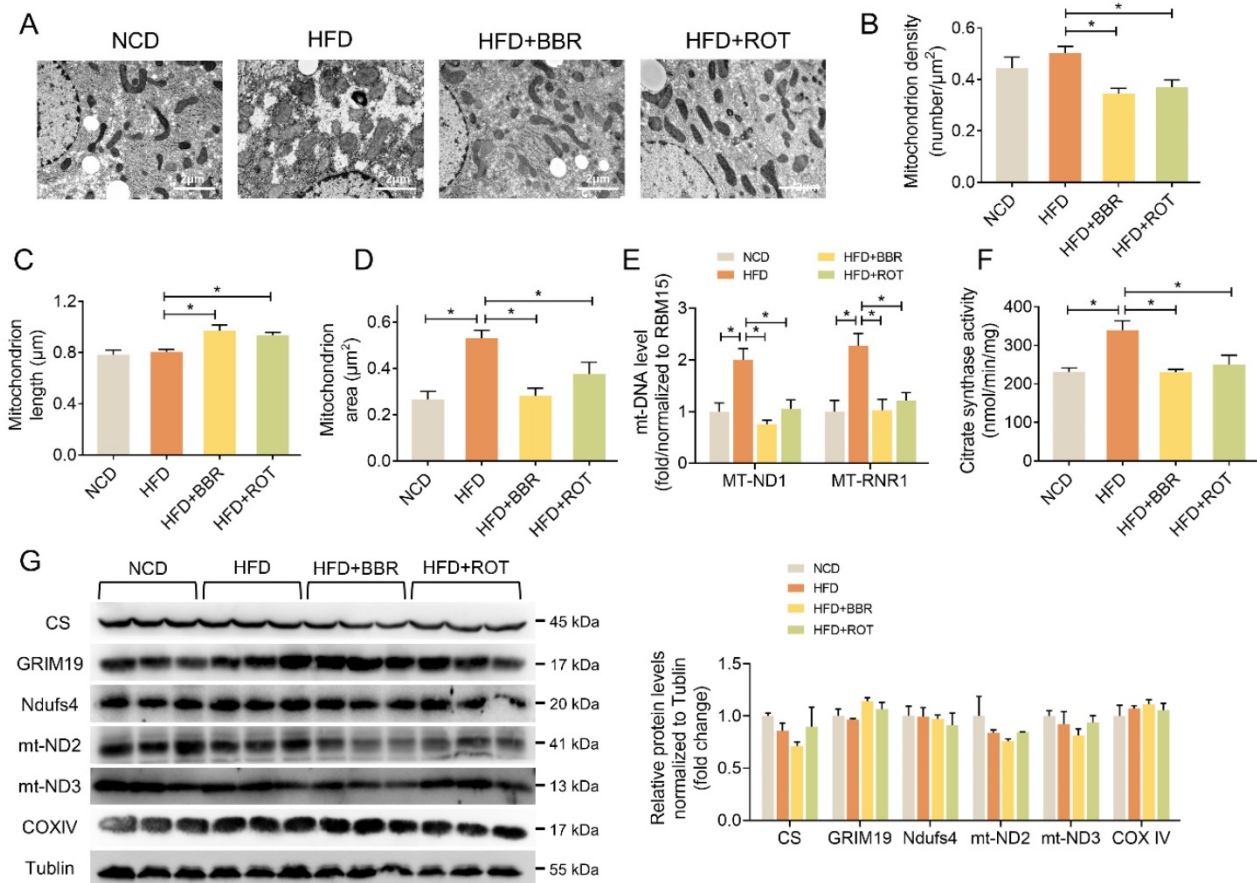 A
NCD
HFD
HFD+BBR
HFD+ROT
2μm
2μm
2μm
B
Mitochondrion density
(number/μm²)
0.6
0.4
0.2
0.0
*
*
NCD
HFD
HFD+BBR
HFD+ROT
C
Mitochondrion
length (μm)
1.2
0.8
0.4
0.0
*
*
NCD
HFD
HFD+BBR
HFD+ROT
D
Mitochondrion
area (μm²)
0.6
0.4
0.2
0.0
*
*
*
NCD
HFD
HFD+BBR
HFD+ROT
E
NCD
HFD
HFD+BBR
HFD+ROT
mt-DNA level
(fold/normalized to RBM15)
3
2
1
0
*
*
*
*
*
*
MT-ND1
MT-RNR1
F
Citrate synthase activity
(nmol/min/mg)
400
300
200
100
0
*
*
*
NCD
HFD
HFD+BBR
HFD+ROT
G
NCD
HFD
HFD+BBR
HFD+ROT
CS
45 kDa
GRIM19
17 kDa
Ndufs4
20 kDa
mt-ND2
41 kDa
mt-ND3
13 kDa
COXIV
17 kDa
Tublin
55 kDa
NCD
HFD
HFD+BBR
HFD+ROT
Relative protein levels
normalized to Tublin
(fold change)
1.5
1.0
0.5
0.0
CS
GRIM19
Ndufs4
mt-ND2
mt-ND3
COX IV